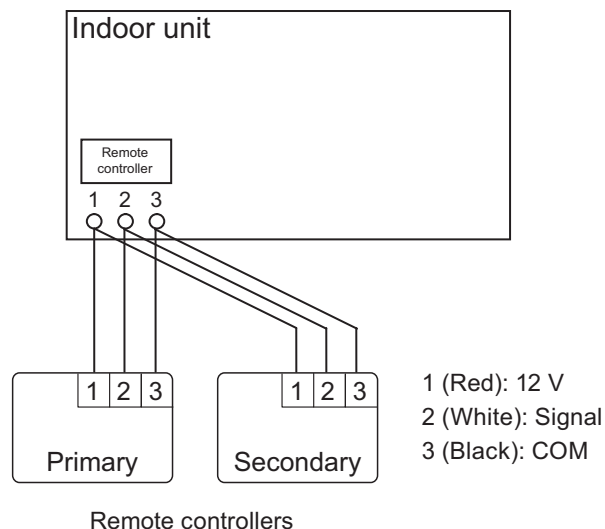 Indoor unit
Remote
controller
1 2 3
1 2 3
Primary
1 2 3
Secondary
1 (Red): 12 V
2 (White): Signal
3 (Black): COM
Remote controllers